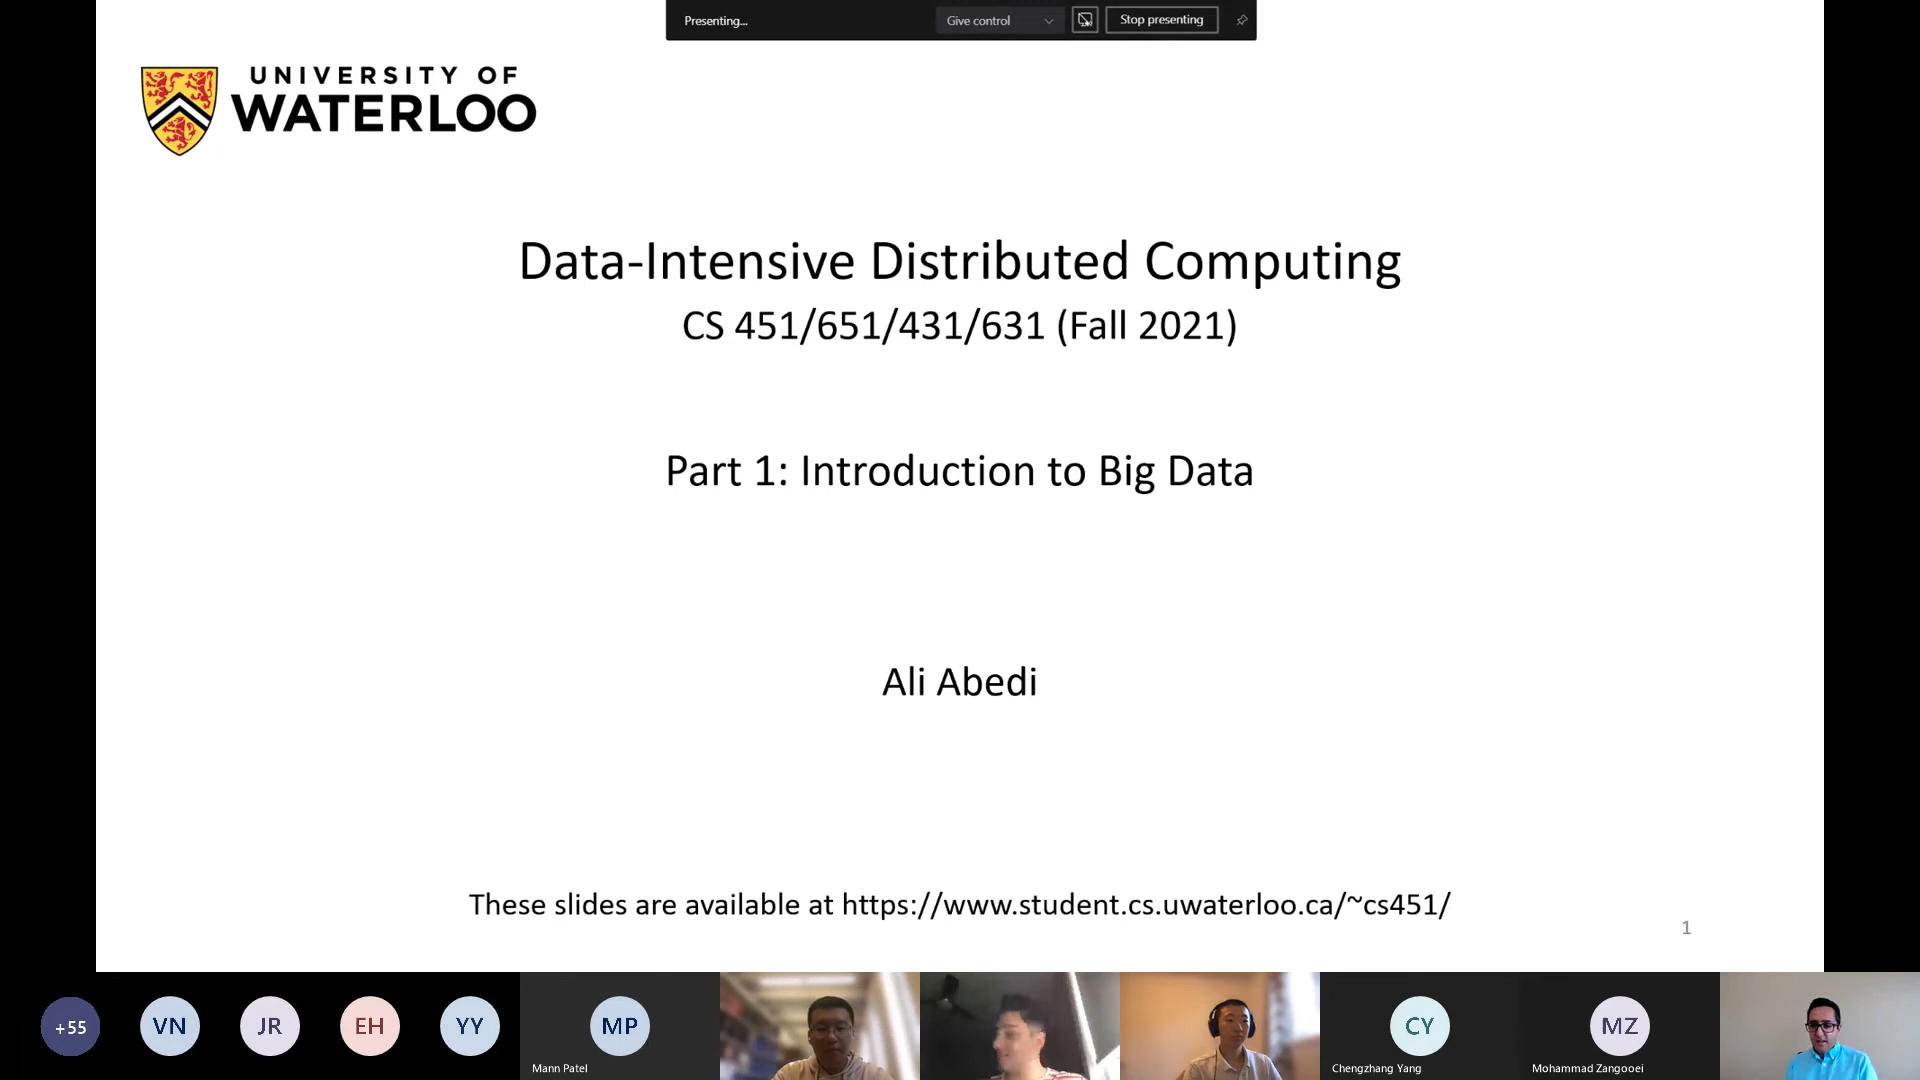 Presenting...
Give control
Stop presenting
UNIVERSITY OF
WATERLOO
Data-Intensive Distributed Computing
CS 451/651/431/631 (Fall 2021)
Part 1: Introduction to Big Data
Ali Abedi
These slides are available at https://www.student.cs.uwaterloo.ca/~cs451/
1
+55
VN
JR
EH
YY
MP
Mann Patel
CY
Chengzhang Yang
MZ
Mohammad Zangooei